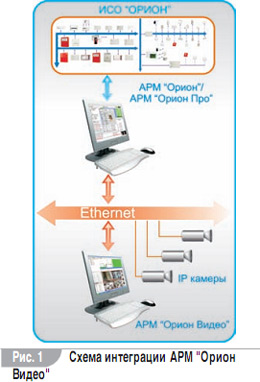 ИСО "ОРИОН"
АРМ "Орион"/
АРМ "Орион Про"
Ethernet
IP камеры
АРМ "Орион Видео"
Рис. 1 Схема интеграции АРМ "Орион
Видео"